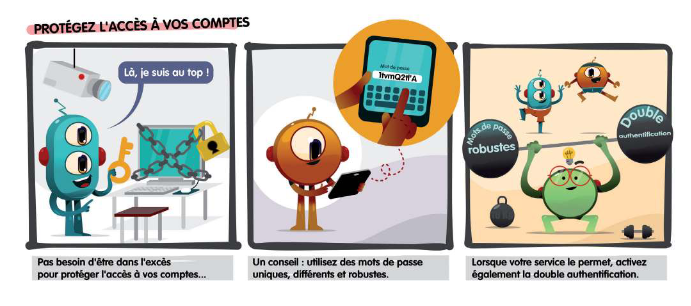 PROTÉGEZ L'ACCÈS À VOS COMPTES
Là, je suis au top !
Mot de passe
Mots de passe
robustes
Double
authentification
Pas besoin d'être dans l'excès
pour protéger l'accès à vos comptes...
Un conseil : utilisez des mots de passe
uniques, différents et robustes.
Lorsque votre service le permet, activez
également la double authentification.